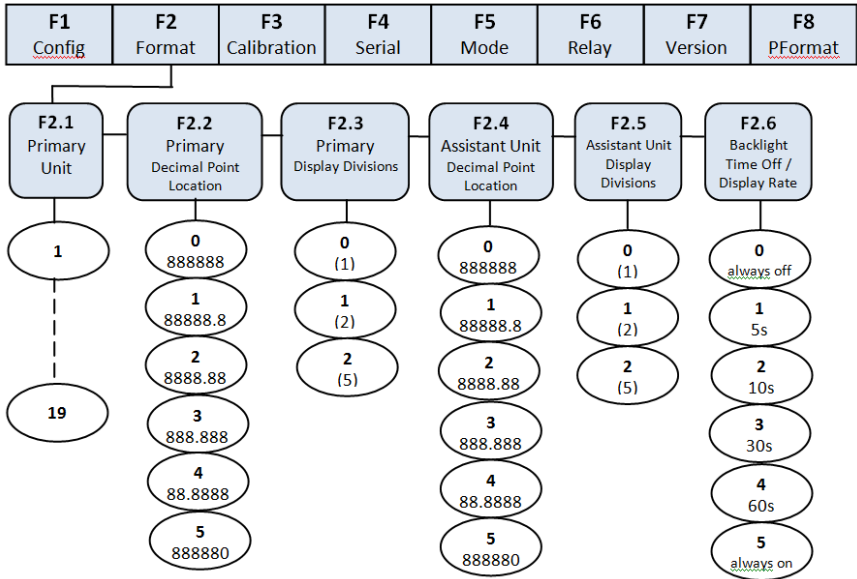 F1
Config
F2
Format
F3
Calibration
F4
Serial
F5
Mode
F6
Relay
F7
Version
F8
PFormat
F2.1
Primary
Unit
F2.2
Primary
Decimal Point
Location
F2.3
Primary
Display Divisions
F2.4
Assistant Unit
Decimal Point
Location
F2.5
Assistant Unit
Display
Divisions
F2.6
Backlight
Time Off /
Display Rate
1
19
0
888888
1
88888.8
2
8888.88
3
888.888
4
88.8888
5
888880
0
(1)
1
(2)
2
(5)
0
888888
1
88888.8
2
8888.88
3
888.888
4
88.8888
5
888880
0
(1)
1
(2)
2
(5)
0
always off
1
5s
2
10s
3
30s
4
60s
5
always on